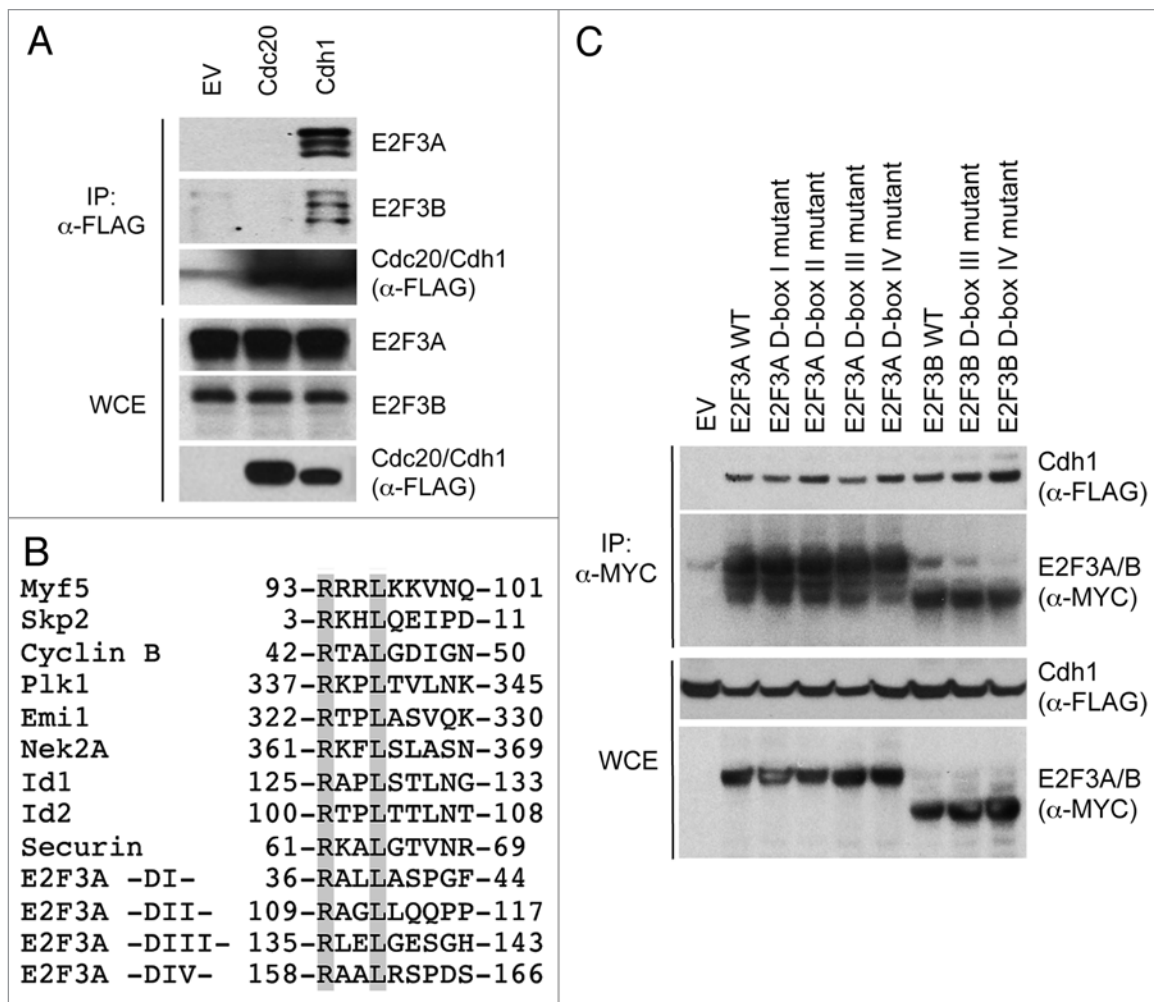 A
EV
Cdc20
Cdh1
IP:
α-FLAG
E2F3A
E2F3B
Cdc20/Cdh1
(α-FLAG)
WCE
E2F3A
E2F3B
Cdc20/Cdh1
(α-FLAG)
B
Myf5 93-RRRLKKVNQ-101
Skp2 3-RKHLQEIPD-11
Cyclin B 42-RTALGDIGN-50
Plk1 337-RKPLTVLNK-345
Emi1 322-RTPLASVQK-330
Nek2A 361-RKFLSLASN-369
Id1 125-RAPLSTLNG-133
Id2 100-RTPLTTLNT-108
Securin 61-RKALGTVNR-69
E2F3A -DI- 36-RALLASPGF-44
E2F3A -DII- 109-RAGLLQQPP-117
E2F3A -DIII- 135-RLELGESGH-143
E2F3A -DIV- 158-RAALRSPDS-166
C
EV
E2F3A WT
E2F3A D-box I mutant
E2F3A D-box II mutant
E2F3A D-box III mutant
E2F3A D-box IV mutant
E2F3B WT
E2F3B D-box III mutant
E2F3B D-box IV mutant
IP:
α-MYC
Cdh1
(α-FLAG)
E2F3A/B
(α-MYC)
WCE
Cdh1
(α-FLAG)
E2F3A/B
(α-MYC)